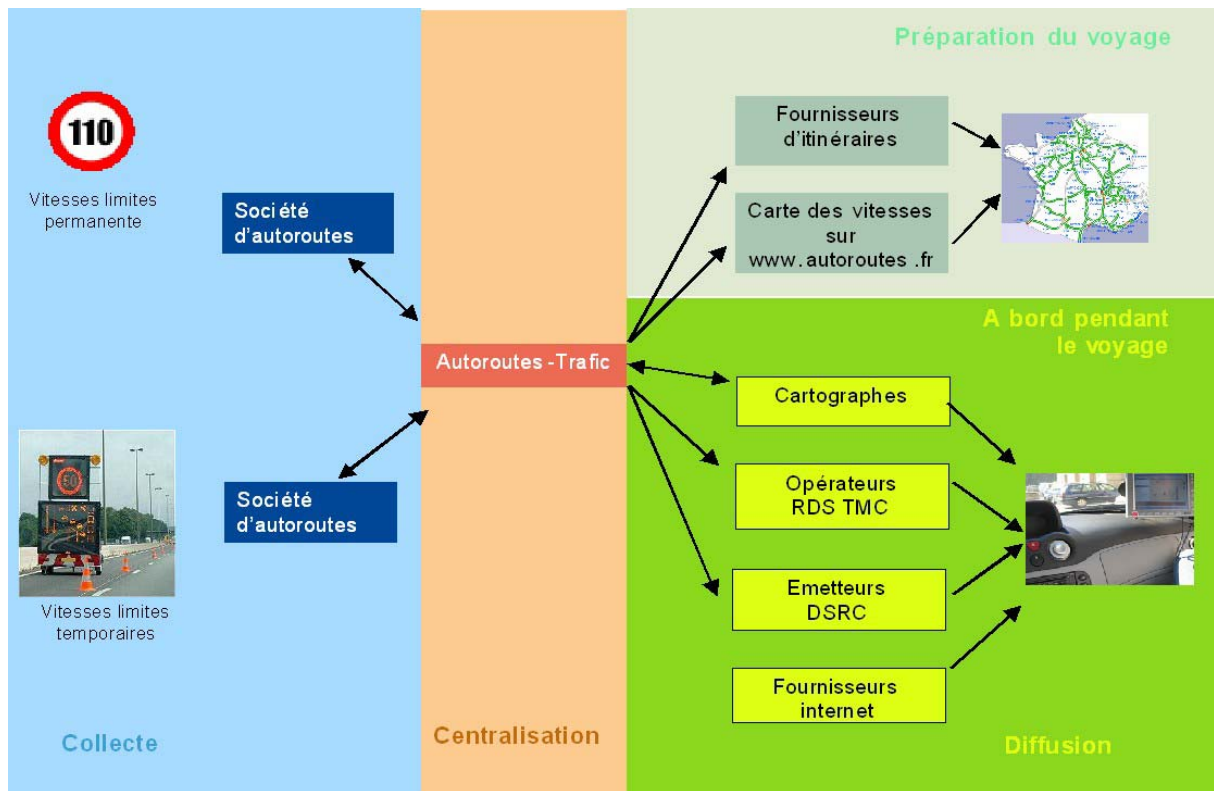 110
Vitesses limites
permanente
Société
d'autoroutes
Société
d'autoroutes
50
Vitesses limites
temporaires
Collecte
Autoroutes -Trafic
Centralisation
Préparation du voyage
Fournisseurs
d'itinéraires
Carte des vitesses
sur
www.autoroutes .fr
A bord pendant
le voyage
Cartographes
Opérateurs
RDS TMC
Emetteurs
DSRC
Fournisseurs
internet
Diffusion